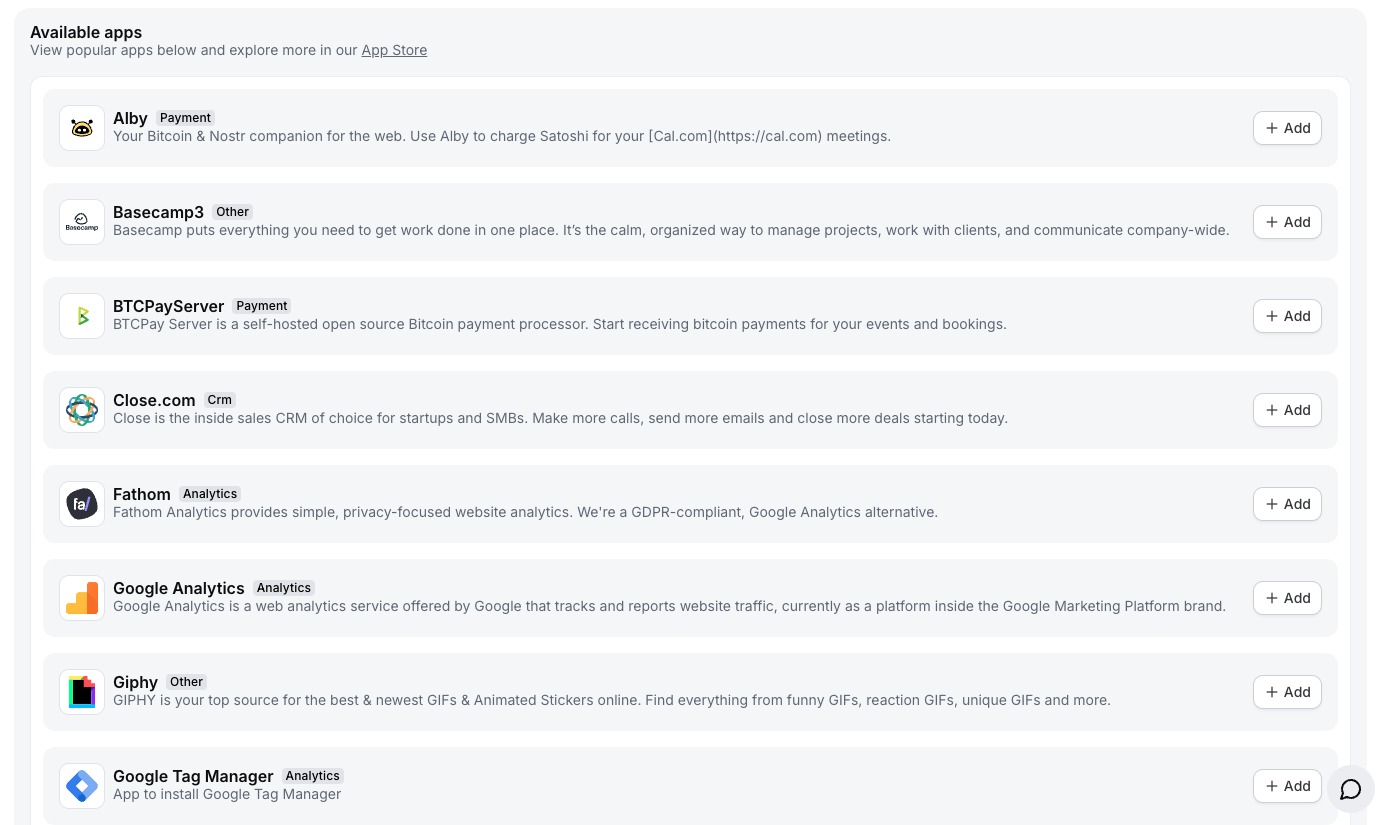 Available apps
View popular apps below and explore more in our App Store
Alby Payment
Your Bitcoin & Nostr companion for the web. Use Alby to charge Satoshi for your [Cal.com](https://cal.com) meetings.
+ Add
Basecamp
Basecamp3 Other
Basecamp puts everything you need to get work done in one place. It’s the calm, organized way to manage projects, work with clients, and communicate company-wide.
+ Add
BTCPayServer Payment
BTCPay Server is a self-hosted open source Bitcoin payment processor. Start receiving bitcoin payments for your events and bookings.
+ Add
Close.com Crm
Close is the inside sales CRM of choice for startups and SMBs. Make more calls, send more emails and close more deals starting today.
+ Add
fa/
Fathom Analytics
Fathom Analytics provides simple, privacy-focused website analytics. We're a GDPR-compliant, Google Analytics alternative.
+ Add
Google Analytics Analytics
Google Analytics is a web analytics service offered by Google that tracks and reports website traffic, currently as a platform inside the Google Marketing Platform brand.
+ Add
Giphy Other
GIPHY is your top source for the best & newest GIFs & Animated Stickers online. Find everything from funny GIFs, reaction GIFs, unique GIFs and more.
+ Add
Google Tag Manager Analytics
App to install Google Tag Manager
+ Add